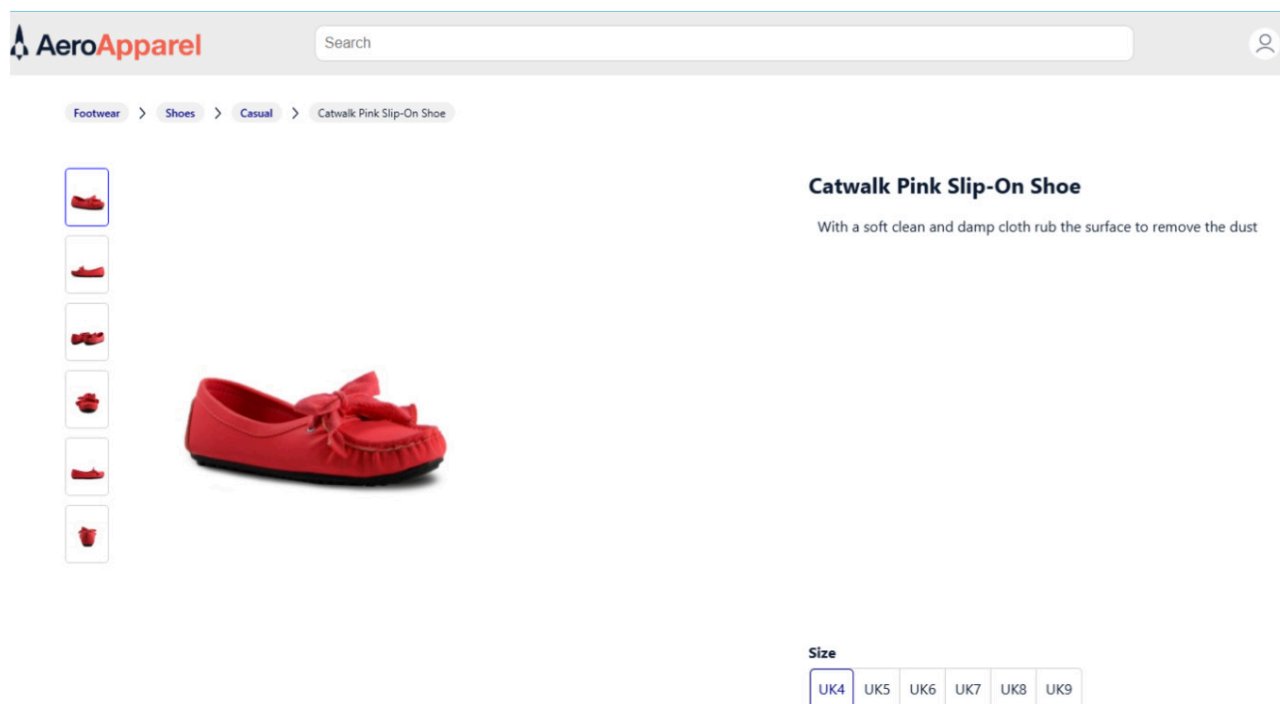 AeroApparel
Search
Footwear > Shoes > Casual > Catwalk Pink Slip-On Shoe
Catwalk Pink Slip-On Shoe
With a soft clean and damp cloth rub the surface to remove the dust
Size
UK4 UK5 UK6 UK7 UK8 UK9